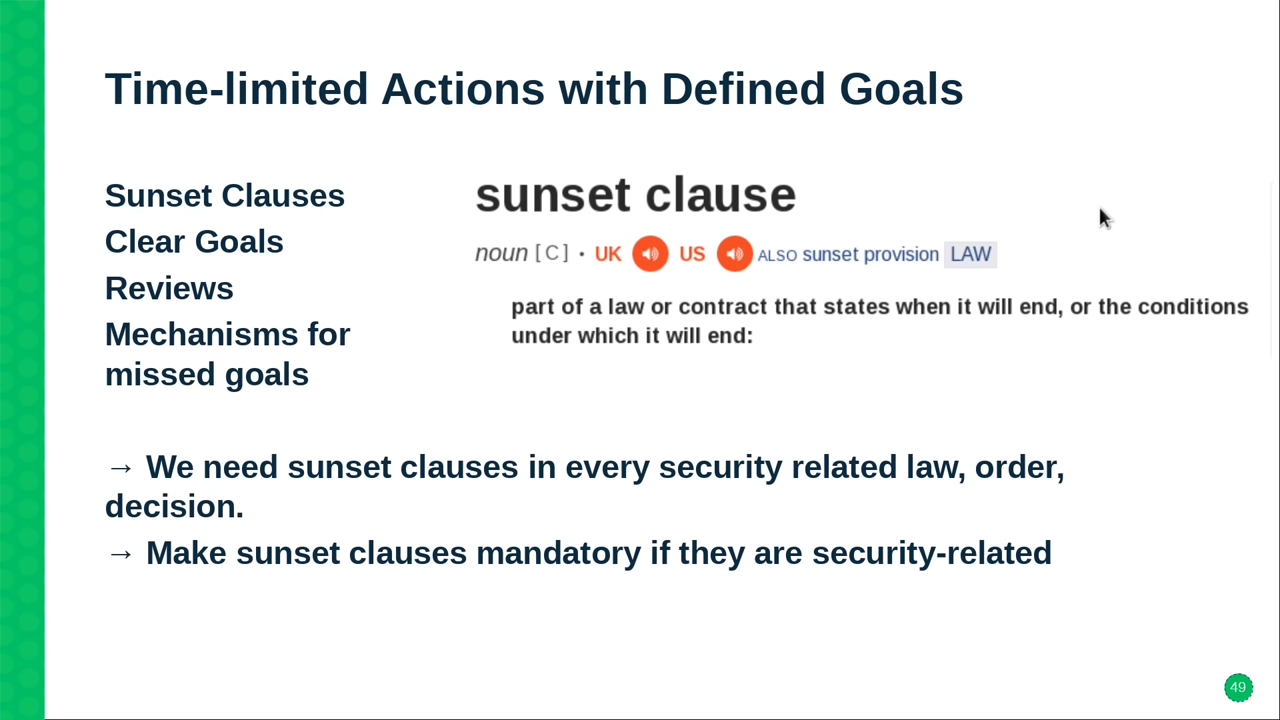 Time-limited Actions with Defined Goals
Sunset Clauses
Clear Goals
Reviews
Mechanisms for
missed goals
sunset clause
noun [ C ] • UK US ALSO sunset provision LAW
part of a law or contract that states when it will end, or the conditions
under which it will end:
→ We need sunset clauses in every security related law, order,
decision.
→ Make sunset clauses mandatory if they are security-related
49